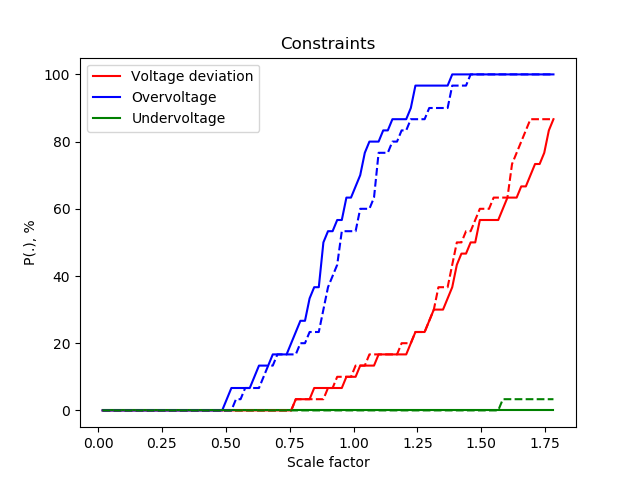 Constraints
Voltage deviation
Overvoltage
Undervoltage
100
80
60
40
20
0
P(.), %
0.00 0.25 0.50 0.75 1.00 1.25 1.50 1.75
Scale factor